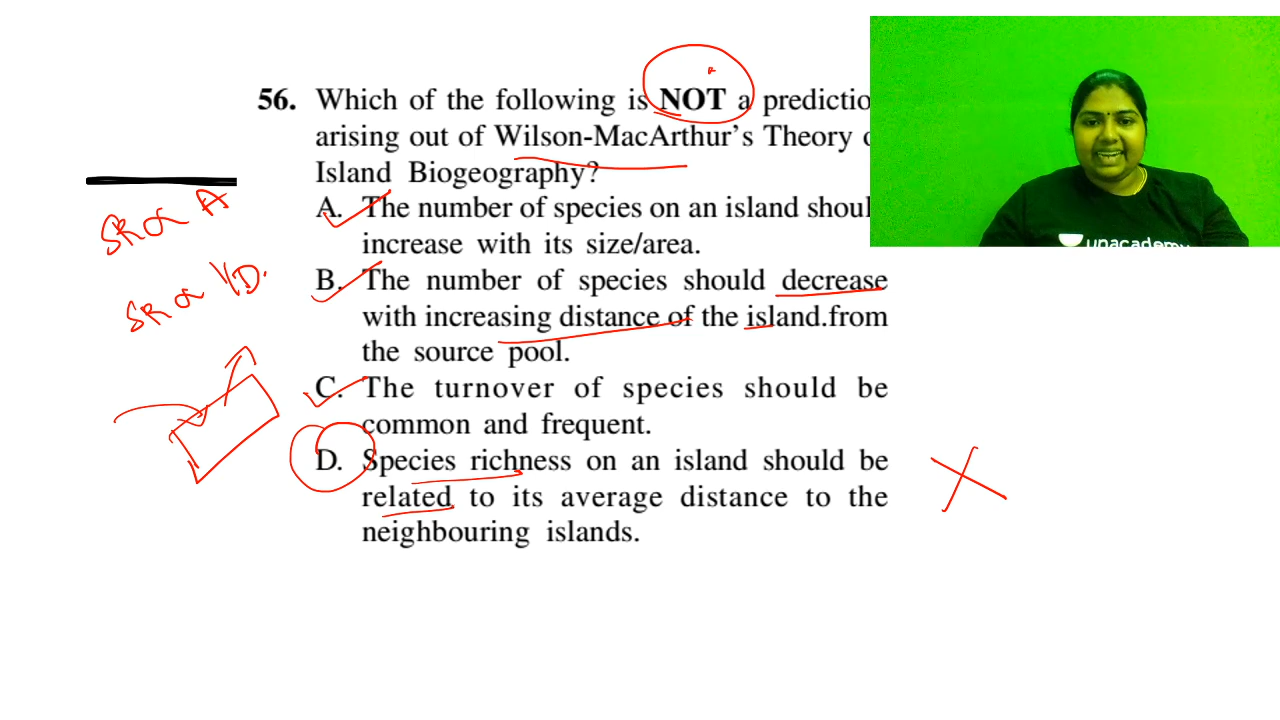 56. Which of the following is NOT a predictio
arising out of Wilson-MacArthur's Theory
Island Biogeography?
A. The number of species on an island shoul
increase with its size/area.
B. The number of species should decrease
with increasing distance of the island.from
the source pool.
C. The turnover of species should be
common and frequent.
D. Species richness on an island should be
related to its average distance to the
neighbouring islands.
SR ∝ A
SR ∝ 1/D.
unacademy